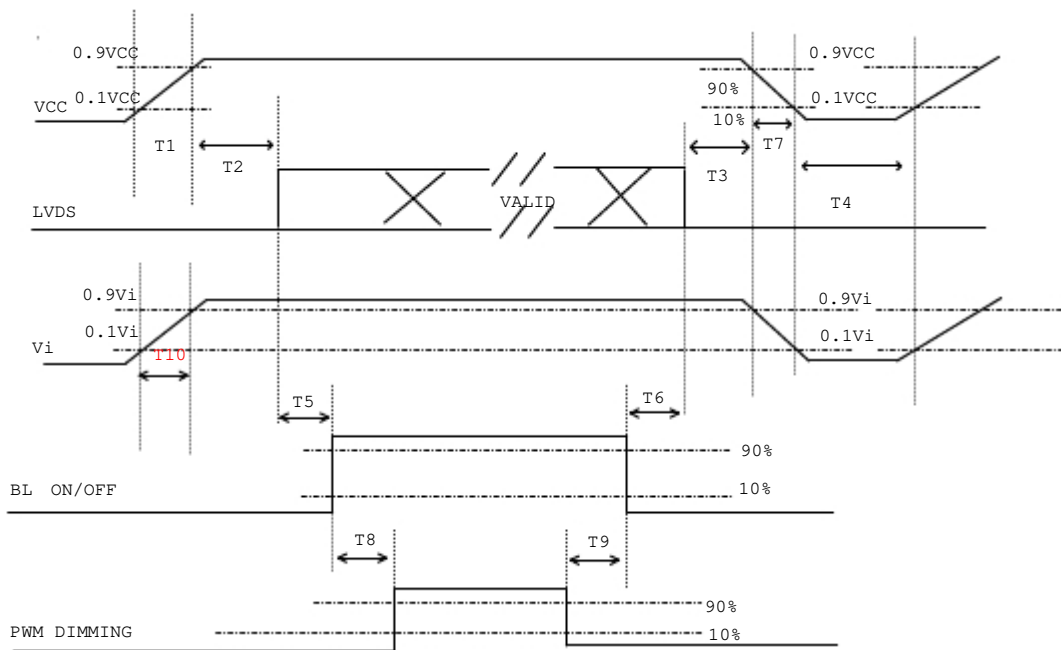 0.9VCC
0.9VCC
90%
VCC
0.1VCC
0.1VCC
10%
T1
T2
T7
T3
VALID
T4
LVDS
0.9Vi
0.9Vi
0.1Vi
0.1Vi
Vi
T10
T5
T6
90%
BL ON/OFF
10%
T8
T9
90%
PWM DIMMING
10%